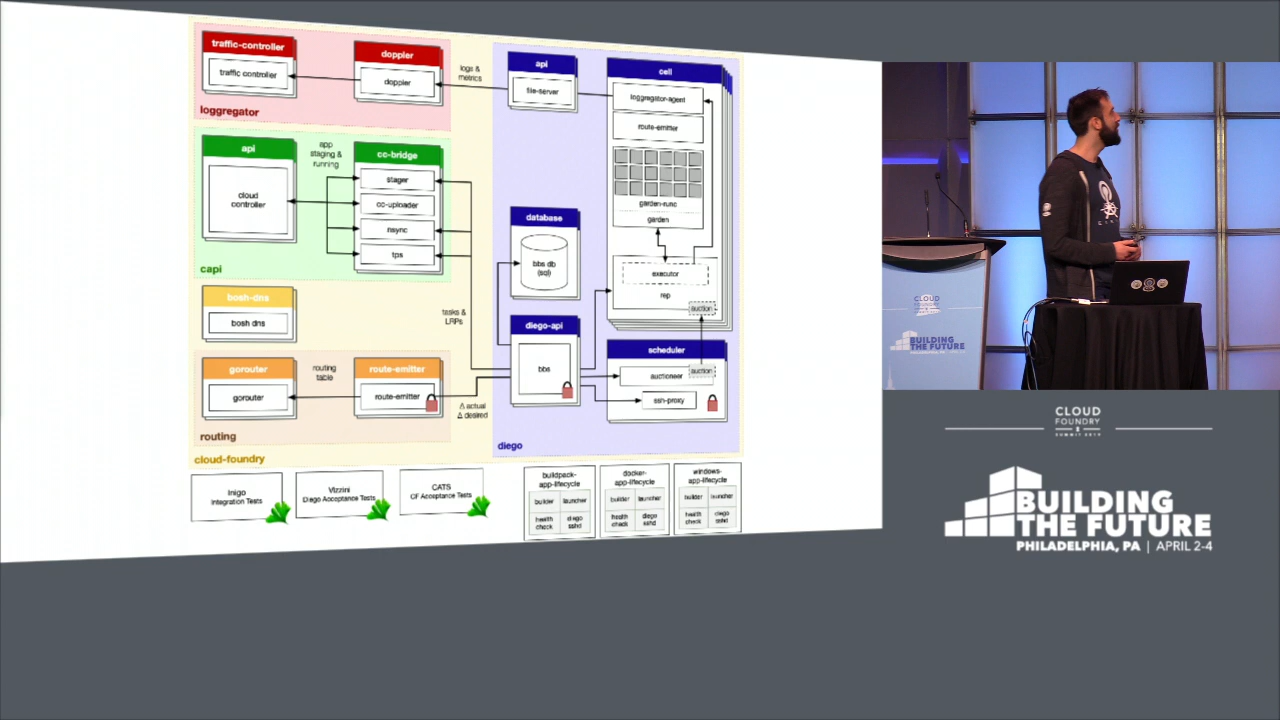 traffic-controller
traffic controller
doppler
doppler
loggregator
logs &
metrics
api
file-server
cell
loggregator-agent
route-emitter
garden-runc
garden
executor
rep
auction
api
cloud
controller
app
staging &
running
cc-bridge
stager
cc-uploader
nsync
tps
capi
database
bbs db
(sql)
bosh-dns
bosh dns
tasks &
LRPs
diego-api
bbs
scheduler
auctioneer
auction
ssh-proxy
gorouter
gorouter
routing
table
route-emitter
route-emitter
Δ actual
Δ desired
routing
diego
cloud-foundry
Inigo
Integration Tests
Vizzini
Diego Acceptance Tests
CATS
CF Acceptance Tests
buildpack-
app-lifecycle
builder
launcher
health
check
diego
sshd
docker-
app-lifecycle
builder
launcher
health
check
diego
sshd
windows-
app-lifecycle
builder
launcher
health
check
diego
sshd
CLOUD
FOUNDRY
BUILDING
THE FUTURE
CLOUD
FOUNDRY
SUMMIT 2019
BUILDING
THE FUTURE
PHILADELPHIA, PA | APRIL 2-4